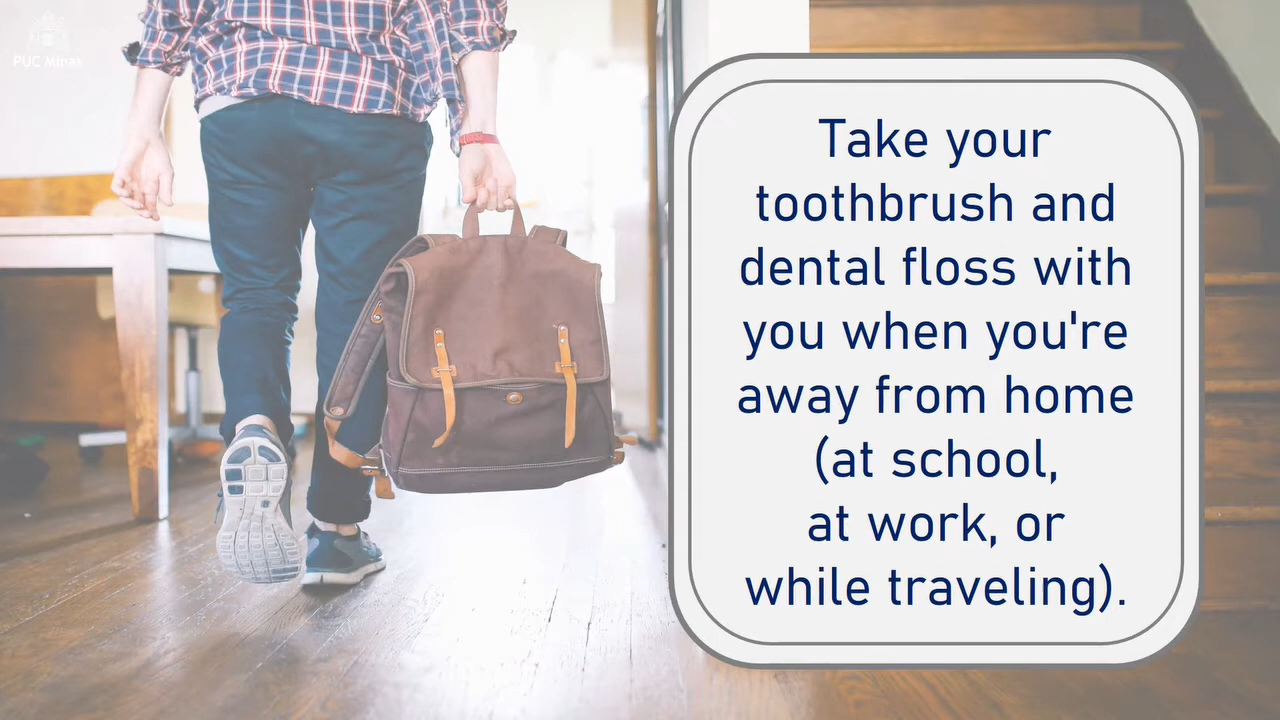 PUC Minas
Take your
toothbrush and
dental floss with
you when you're
away from home
(at school,
at work, or
while traveling).